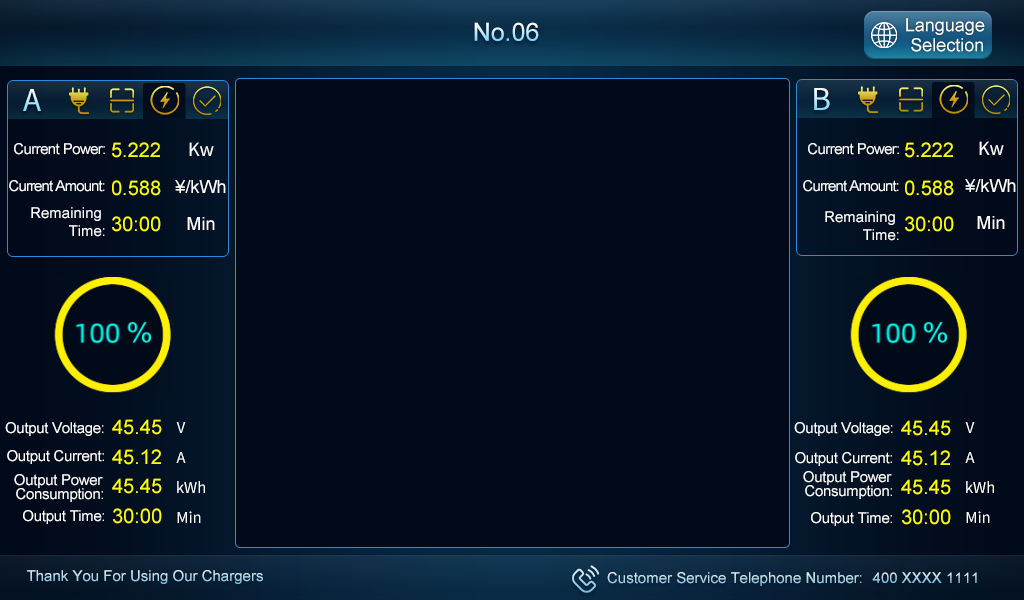 No.06
Language
Selection
A
Current Power: 5.222 Kw
Current Amount: 0.588 ¥/kWh
Remaining
Time: 30:00 Min
100 %
Output Voltage: 45.45 V
Output Current: 45.12 A
Output Power
Consumption: 45.45 kWh
Output Time: 30:00 Min
B
Current Power: 5.222 Kw
Current Amount: 0.588 ¥/kWh
Remaining
Time: 30:00 Min
100 %
Output Voltage: 45.45 V
Output Current: 45.12 A
Output Power
Consumption: 45.45 kWh
Output Time: 30:00 Min
Thank You For Using Our Chargers
Customer Service Telephone Number: 400 XXXX 1111